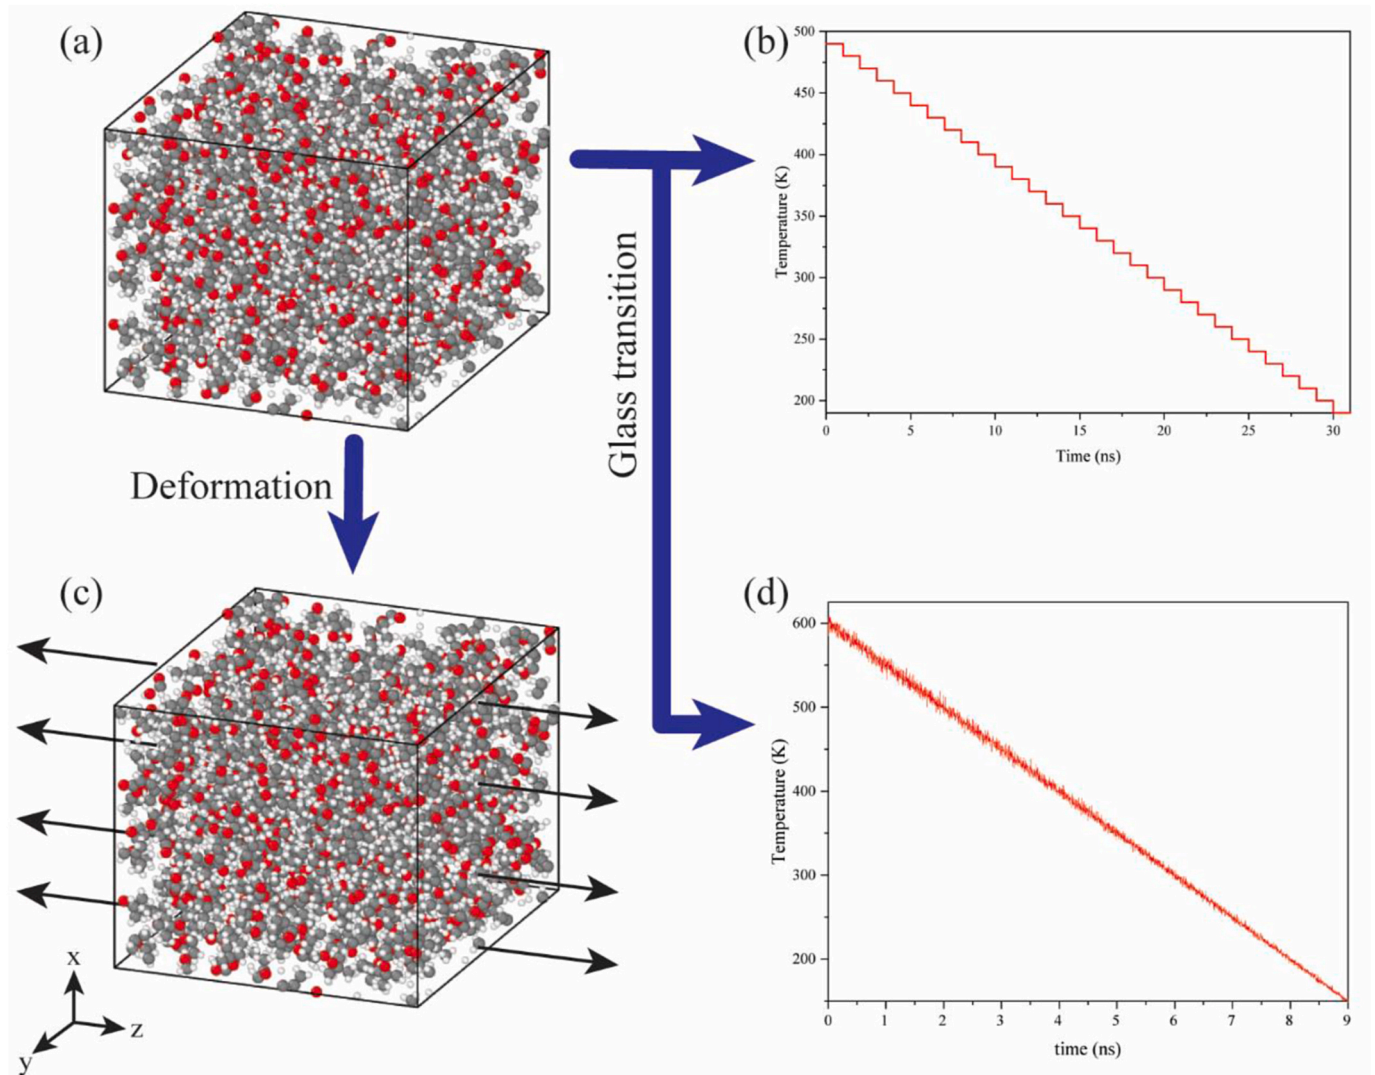 (a)
(b)
500
450
400
350
300
250
200
Temperature (K)
0 5 10 15 20 25 30
Time (ns)
Glass transition
Deformation
(c)
(d)
600
500
400
300
200
Temperature (K)
0 1 2 3 4 5 6 7 8 9
time (ns)
x
z
y